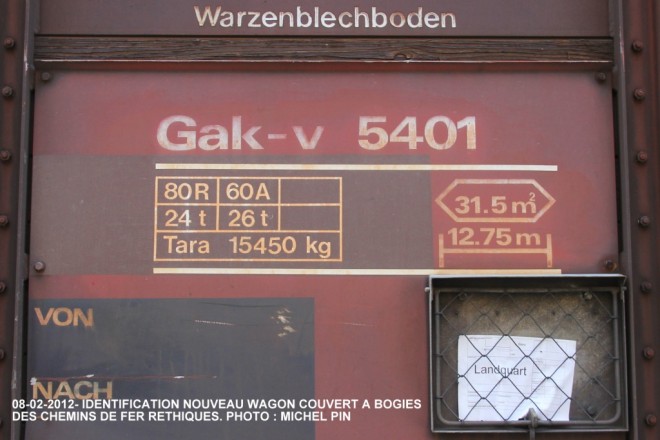 Warzenblechboden
Gak-v 5401
80R 60A
24 t 26 t
Tara 15450 kg
31.5 m²
12.75 m
VON
NACH
Landquart
08-02-2012- IDENTIFICATION NOUVEAU WAGON COUVERT A BOGIES
DES CHEMINS DE FER RETHIQUES. PHOTO : MICHEL PIN